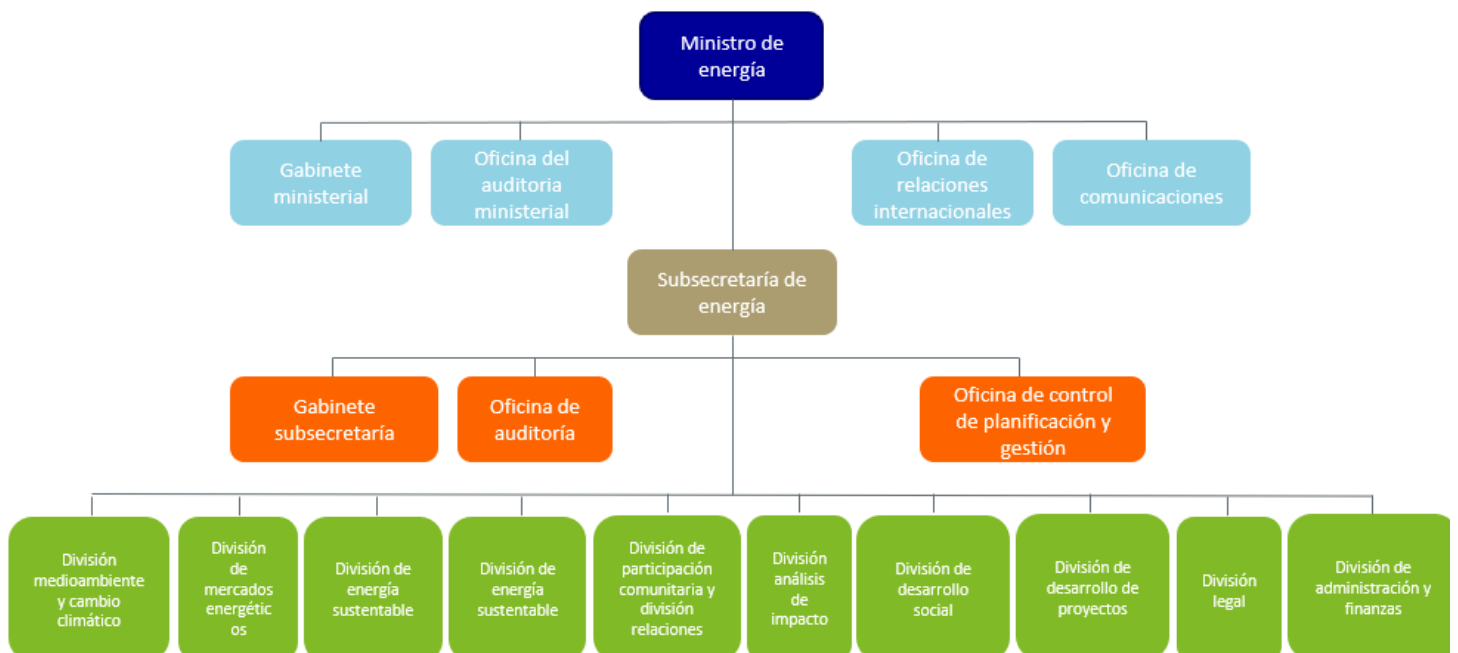 Ministro de
energía
Gabinete
ministerial
Oficina del
auditoria
ministerial
Oficina de
relaciones
internacionales
Oficina de
comunicaciones
Subsecretaría de
energía
Gabinete
subsecretaría
Oficina de
auditoría
Oficina de control
de planificación y
gestión
División
medioambiente
y cambio
climático
División
de
mercados
energétic
os
División de
energía
sustentable
División de
energía
sustentable
División de
participación
comunitaria y
división
relaciones
División
análisis
de
impacto
División de
desarrollo
social
División de
desarrollo de
proyectos
División
legal
División de
administración y
finanzas